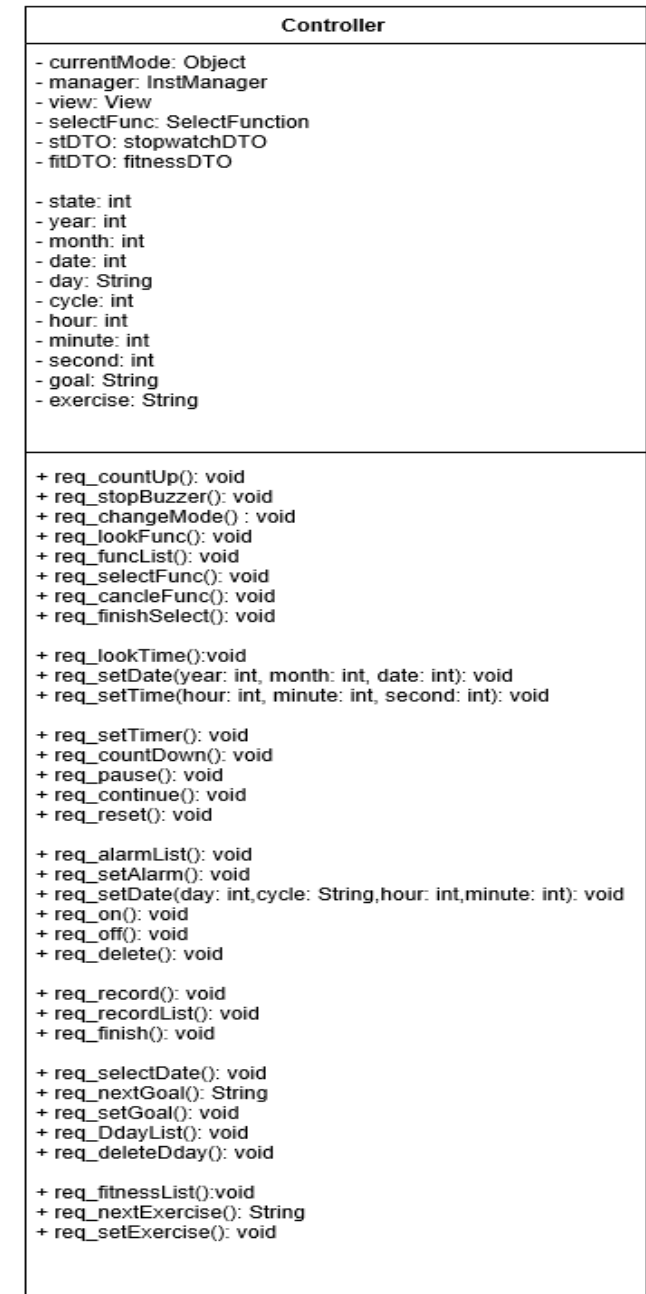 Controller
- currentMode: Object
- manager: InstManager
- view: View
- selectFunc: SelectFunction
- stDTO: stopwatchDTO
- fitDTO: fitnessDTO
- state: int
- year: int
- month: int
- date: int
- day: String
- cycle: int
- hour: int
- minute: int
- second: int
- goal: String
- exercise: String
+ req_countUp(): void
+ req_stopBuzzer(): void
+ req_changeMode() : void
+ req_lookFunc(): void
+ req_funcList(): void
+ req_selectFunc(): void
+ req_cancleFunc(): void
+ req_finishSelect(): void
+ req_lookTime():void
+ req_setDate(year: int, month: int, date: int): void
+ req_setTime(hour: int, minute: int, second: int): void
+ req_setTimer(): void
+ req_countDown(): void
+ req_pause(): void
+ req_continue(): void
+ req_reset(): void
+ req_alarmList(): void
+ req_setAlarm(): void
+ req_setDate(day: int,cycle: String,hour: int,minute: int): void
+ req_on(): void
+ req_off(): void
+ req_delete(): void
+ req_record(): void
+ req_recordList(): void
+ req_finish(): void
+ req_selectDate(): void
+ req_nextGoal(): String
+ req_setGoal(): void
+ req_DdayList(): void
+ req_deleteDday(): void
+ req_fitnessList():void
+ req_nextExercise(): String
+ req_setExercise(): void